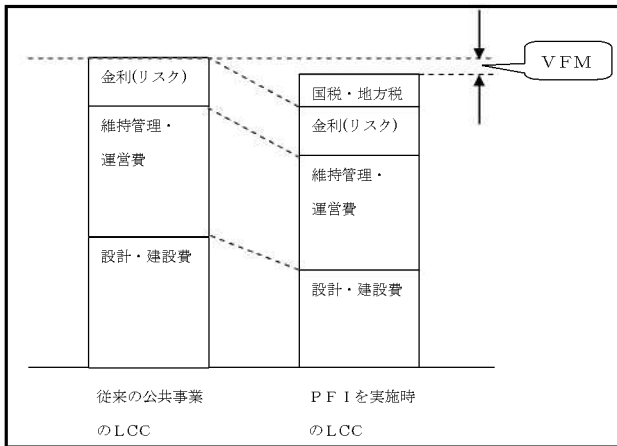 金利(リスク)
維持管理・
運営費
設計・建設費
従来の公共事業
のLCC
国税・地方税
金利(リスク)
維持管理・
運営費
設計・建設費
PFIを実施時
のLCC
VFM